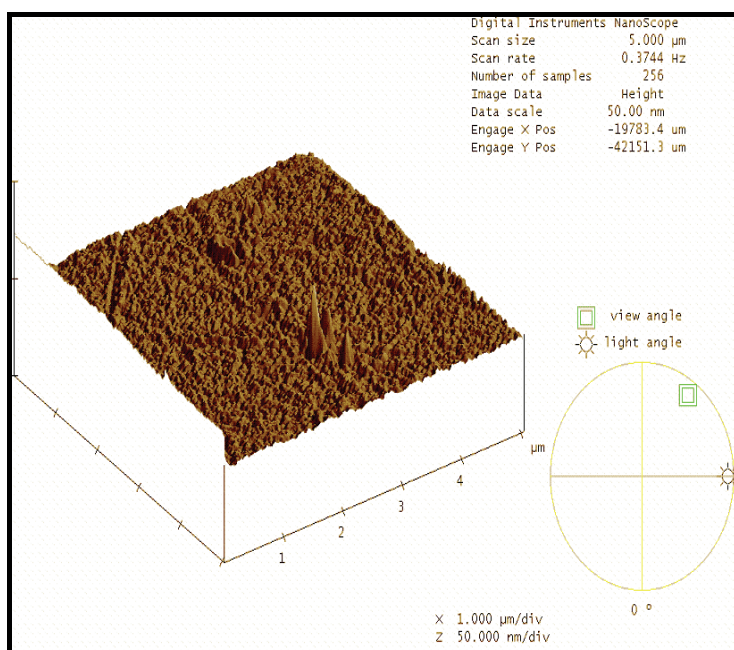 Digital Instruments NanoScope
Scan size 5.000 µm
Scan rate 0.3744 Hz
Number of samples 256
Image Data Height
Data scale 50.00 nm
Engage X Pos -19783.4 um
Engage Y Pos -42151.3 um
view angle
light angle
µm
4
3
2
1
0 º
X 1.000 µm/div
Z 50.000 nm/div